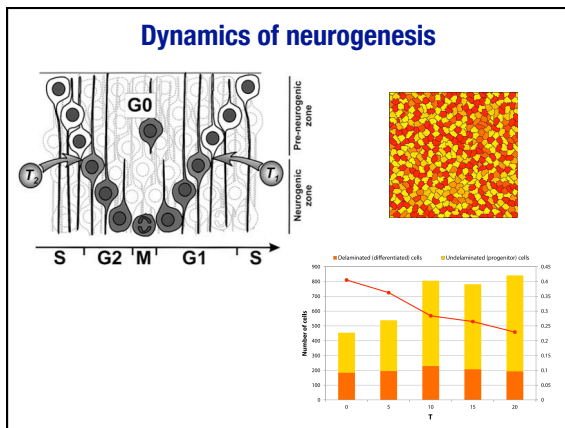 Dynamics of neurogenesis
G0
Pre-neurogenic
zone
T2
T1
Neurogenic
zone
S G2 M G1 S
Delaminated (differentiated) cells Undelaminated (progenitor) cells
900 0.45
800 0.4
700 0.35
600 0.3
500 0.25
400 0.2
300 0.15
200 0.1
100 0.05
0 0
Number of cells
0 5 10 15 20
T